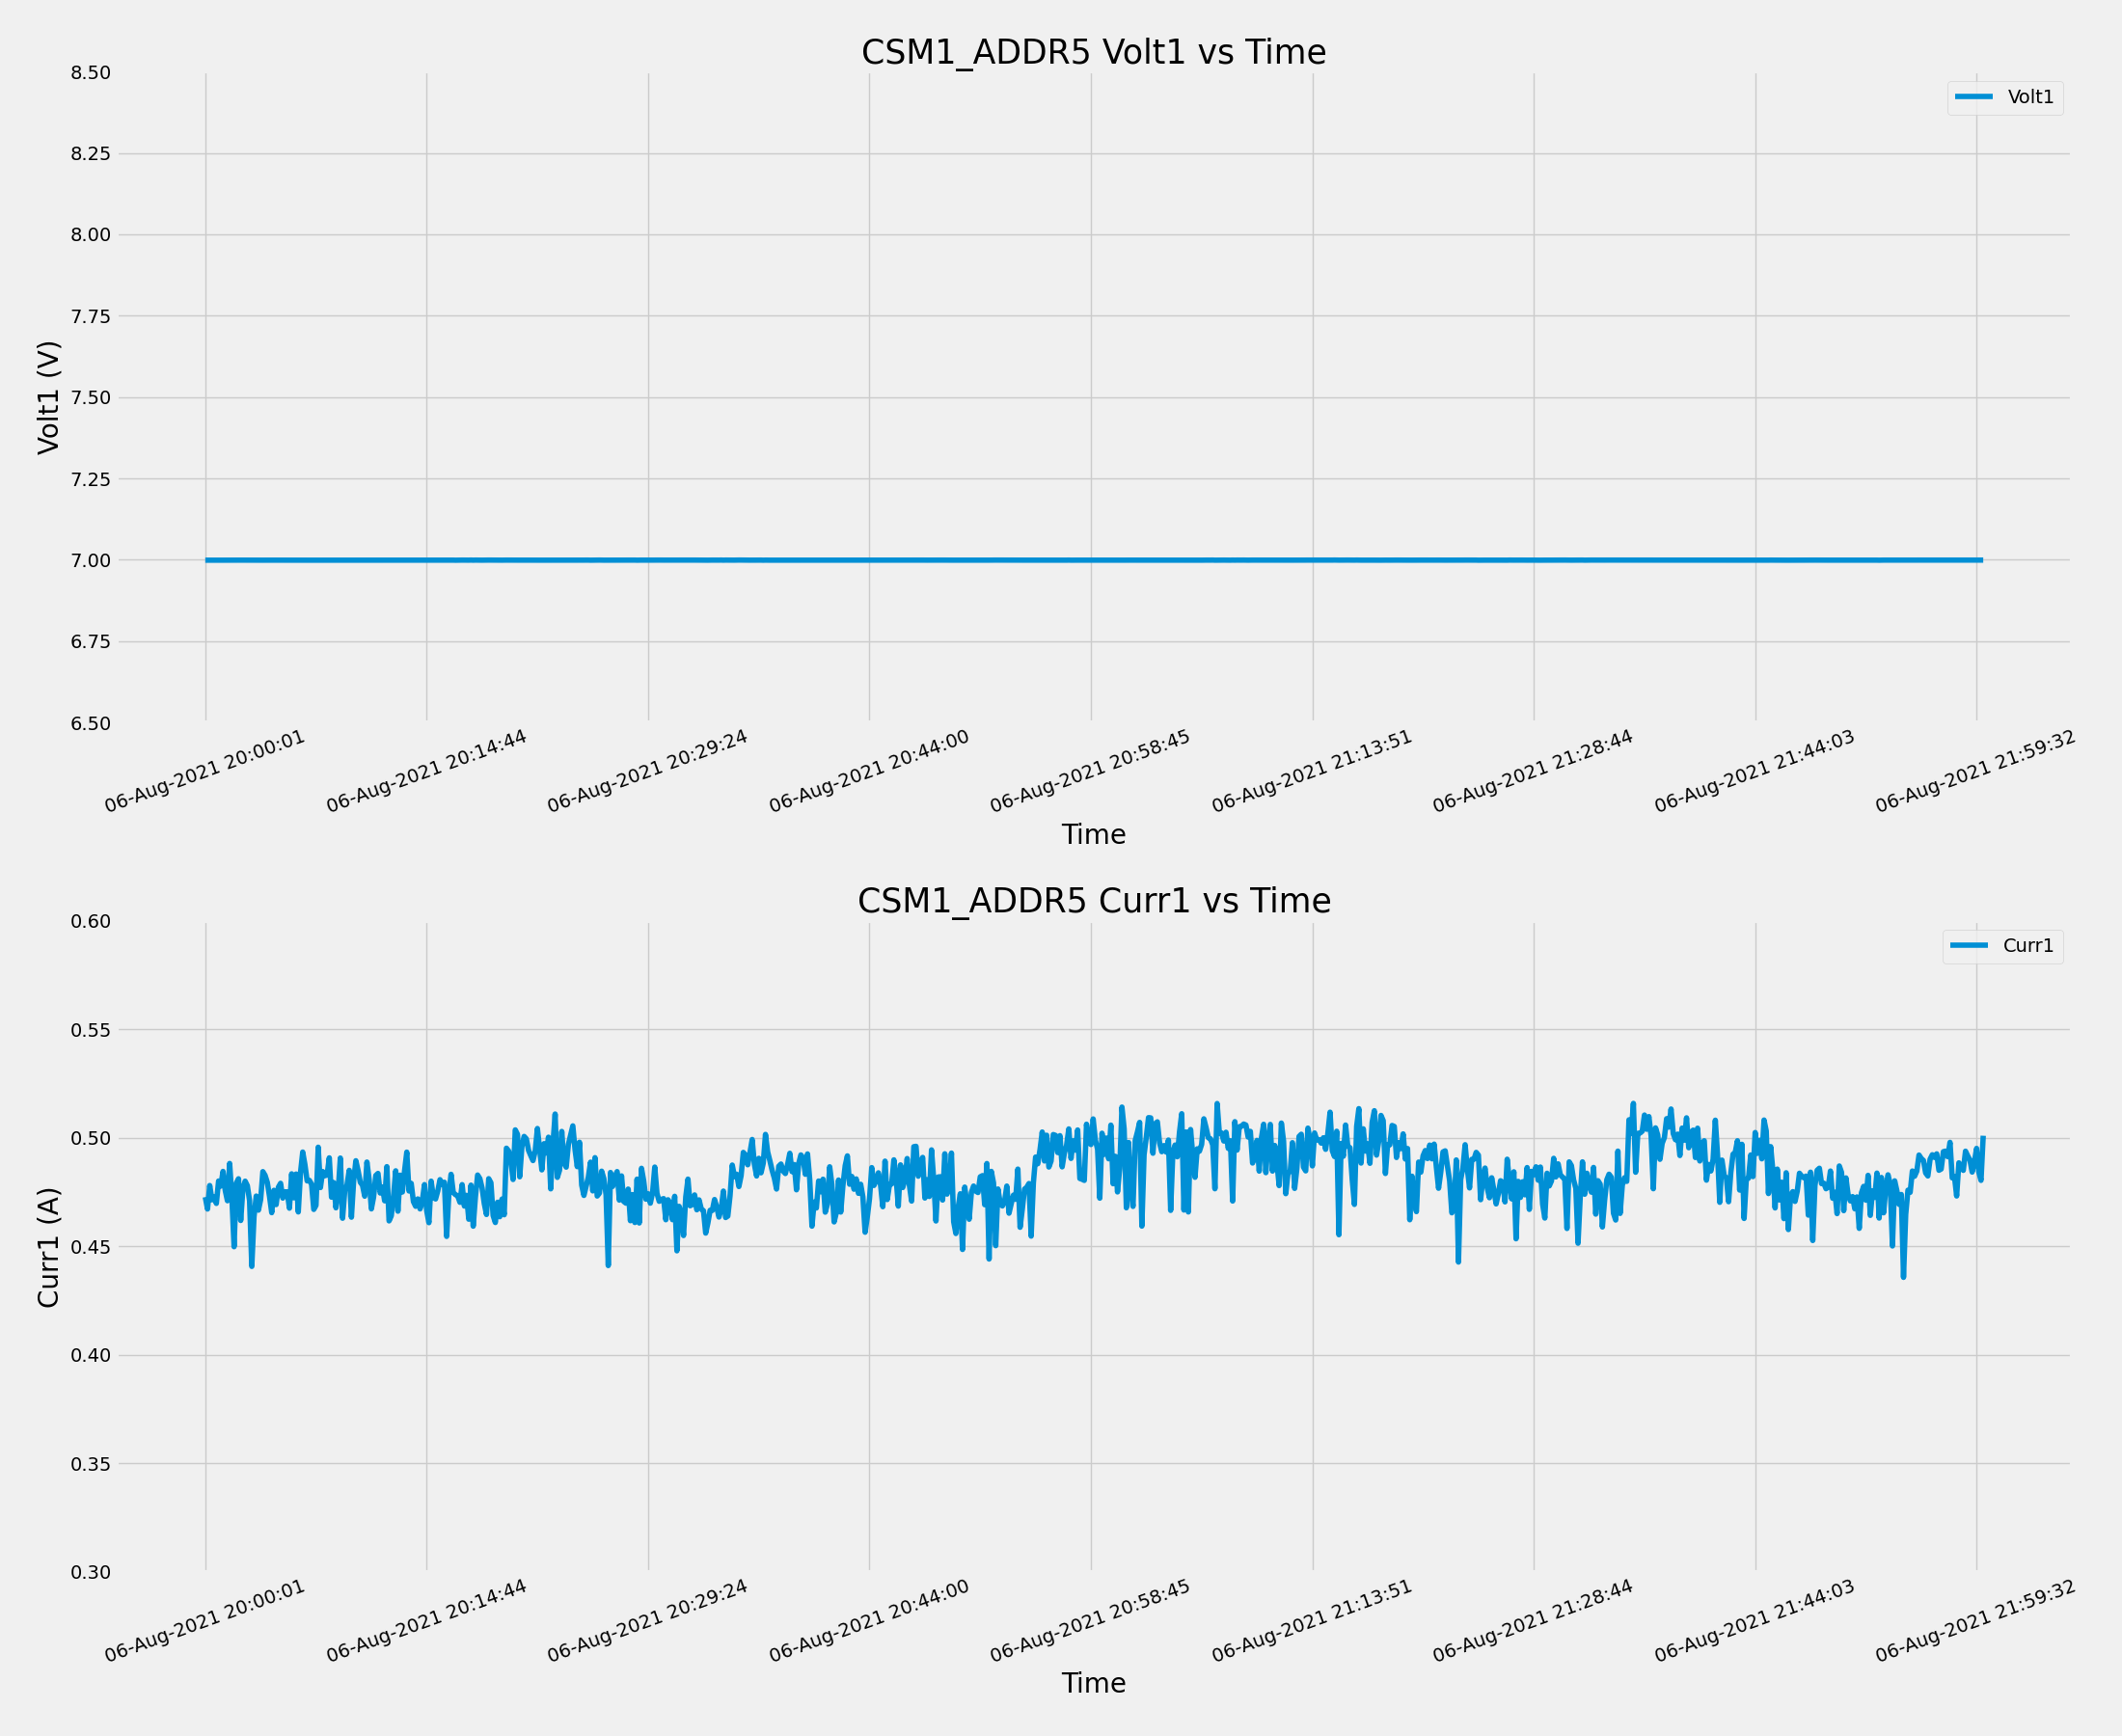 CSM1_ADDR5 Volt1 vs Time
8.50
Volt1
8.25
8.00
7.75
7.50
Volt1 (V)
7.25
7.00
6.75
6.50
06-Aug-2021 20:00:01
06-Aug-2021 20:14:44
06-Aug-2021 20:29:24
06-Aug-2021 20:44:00
06-Aug-2021 20:58:45
06-Aug-2021 21:13:51
06-Aug-2021 21:28:44
06-Aug-2021 21:44:03
06-Aug-2021 21:59:32
Time
CSM1_ADDR5 Curr1 vs Time
0.60
Curr1
0.55
0.50
0.45
Curr1 (A)
0.40
0.35
0.30
06-Aug-2021 20:00:01
06-Aug-2021 20:14:44
06-Aug-2021 20:29:24
06-Aug-2021 20:44:00
06-Aug-2021 20:58:45
06-Aug-2021 21:13:51
06-Aug-2021 21:28:44
06-Aug-2021 21:44:03
06-Aug-2021 21:59:32
Time